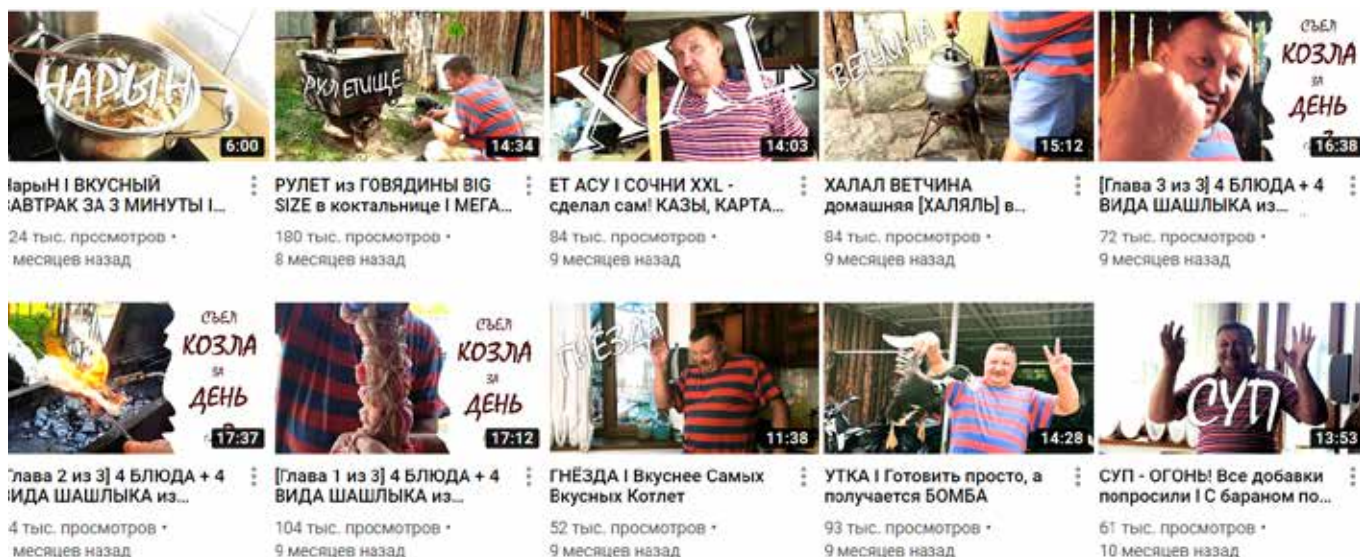 НАРЫН
6:00
РУЛЕТИЩЕ
14:34
XXL
14:03
ВЕТЧИНА
15:12
СЪЕЛ
КОЗЛА
ЗА
ДЕНЬ
16:38
НарыН I ВКУСНЫЙ
ЗАВТРАК ЗА 3 МИНУТЫ I...
24 тыс. просмотров •
месяцев назад
РУЛЕТ из ГОВЯДИНЫ BIG
SIZE в коктальнице I МЕГА...
180 тыс. просмотров •
8 месяцев назад
ЕТ АСУ I СОЧНИ XXL -
сделал сам! КАЗЫ, КАРТА...
84 тыс. просмотров •
9 месяцев назад
ХАЛАЛ ВЕТЧИНА
домашняя [ХАЛЯЛЬ] в...
84 тыс. просмотров •
9 месяцев назад
[Глава 3 из 3] 4 БЛЮДА + 4
ВИДА ШАШЛЫКА из...
72 тыс. просмотров •
9 месяцев назад
СЪЕЛ
КОЗЛА
ЗА
ДЕНЬ
17:37
СЪЕЛ
КОЗЛА
ЗА
ДЕНЬ
17:12
ГНЁЗДА
11:38
14:28
СУП
13:53
Глава 2 из 3] 4 БЛЮДА + 4
ВИДА ШАШЛЫКА из...
4 тыс. просмотров •
месяцев назад
[Глава 1 из 3] 4 БЛЮДА + 4
ВИДА ШАШЛЫКА из...
104 тыс. просмотров •
9 месяцев назад
ГНЁЗДА I Вкуснее Самых
Вкусных Котлет
52 тыс. просмотров •
9 месяцев назад
УТКА I Готовить просто, а
получается БОМБА
93 тыс. просмотров •
9 месяцев назад
СУП - ОГОНЬ! Все добавки
попросили I С бараном по...
61 тыс. просмотров •
10 месяцев назад